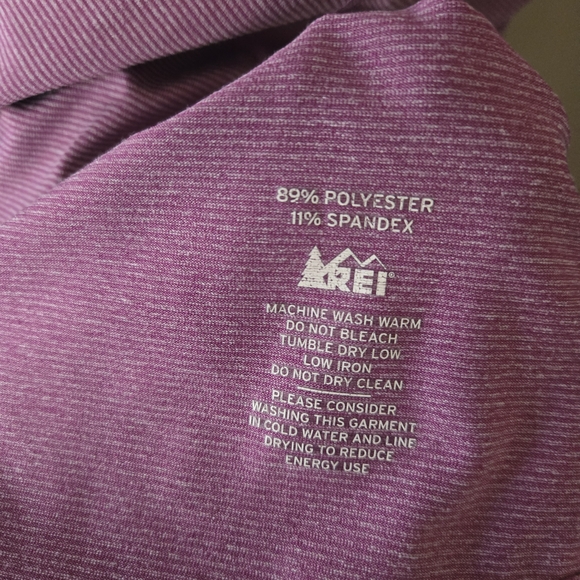 89% POLYESTER
11% SPANDEX
REI®
MACHINE WASH WARM
DO NOT BLEACH
TUMBLE DRY LOW
LOW IRON
DO NOT DRY CLEAN
PLEASE CONSIDER
WASHING THIS GARMENT
IN COLD WATER AND LINE
DRYING TO REDUCE
ENERGY USE